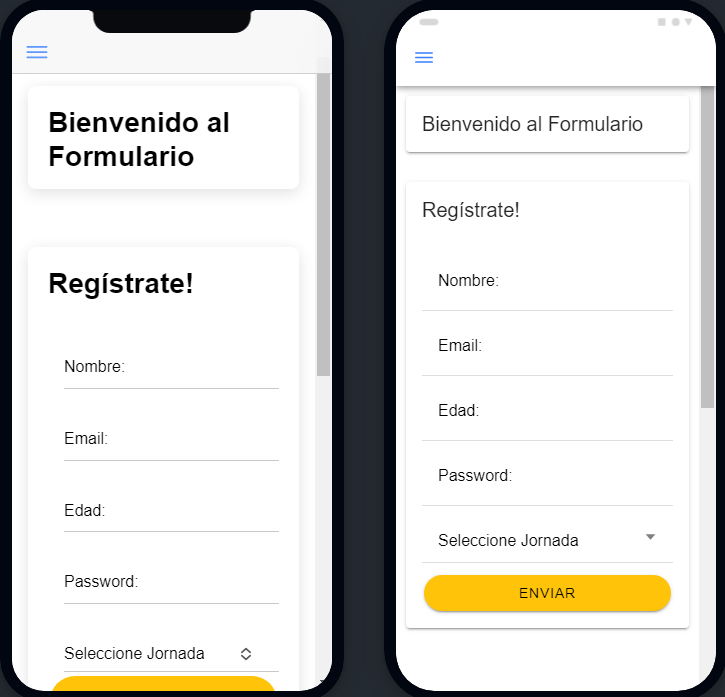 Bienvenido al
Formulario
Regístrate!
Nombre:
Email:
Edad:
Password:
Seleccione Jornada
Bienvenido al Formulario
Regístrate!
Nombre:
Email:
Edad:
Password:
Seleccione Jornada
ENVIAR